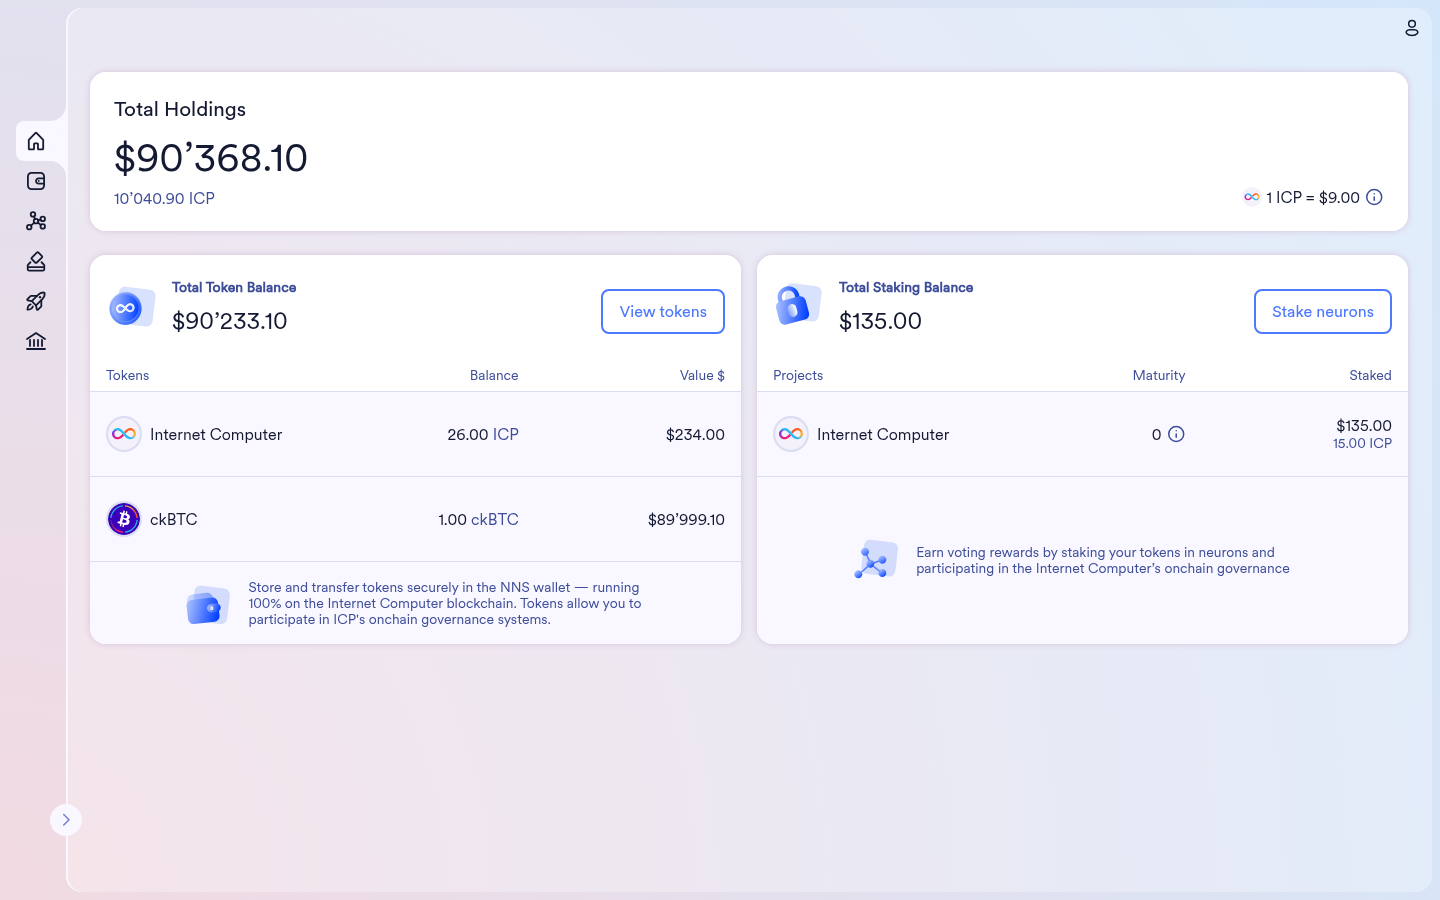 Total Holdings
$90’368.10
10’040.90 ICP
1 ICP = $9.00
Total Token Balance
$90’233.10
View tokens
Tokens Balance Value $
Internet Computer 26.00 ICP $234.00
ckBTC 1.00 ckBTC $89’999.10
Store and transfer tokens securely in the NNS wallet — running
100% on the Internet Computer blockchain. Tokens allow you to
participate in ICP's onchain governance systems.
Total Staking Balance
$135.00
Stake neurons
Projects Maturity Staked
Internet Computer 0 $135.00
15.00 ICP
Earn voting rewards by staking your tokens in neurons and
participating in the Internet Computer’s onchain governance